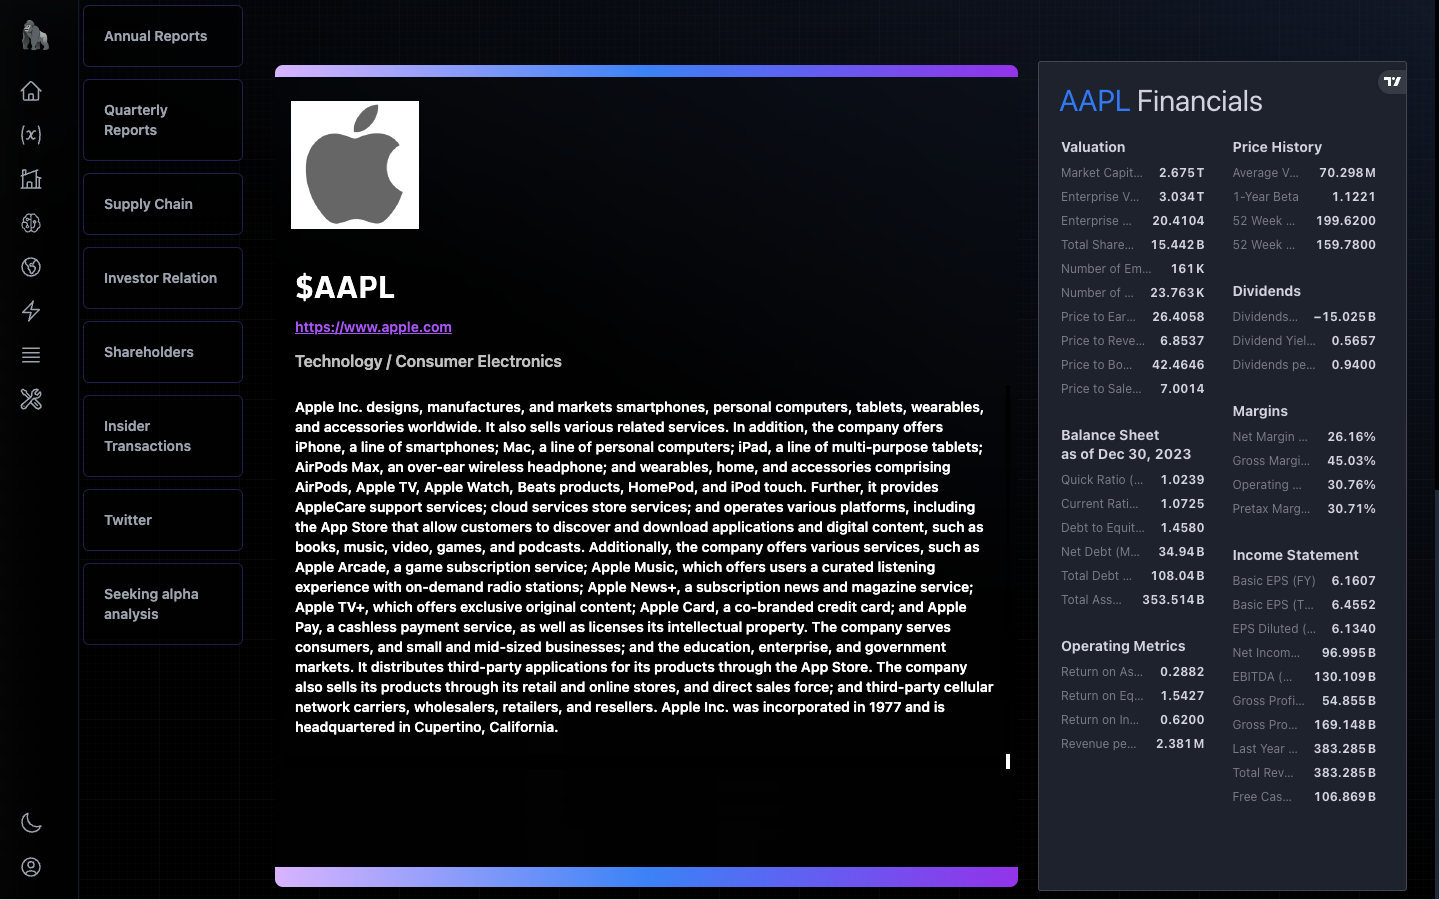 Annual Reports
Quarterly
Reports
Supply Chain
Investor Relation
Shareholders
Insider
Transactions
Twitter
Seeking alpha
analysis
(x)
$AAPL
https://www.apple.com
Technology / Consumer Electronics
Apple Inc. designs, manufactures, and markets smartphones, personal computers, tablets, wearables,
and accessories worldwide. It also sells various related services. In addition, the company offers
iPhone, a line of smartphones; Mac, a line of personal computers; iPad, a line of multi-purpose tablets;
AirPods Max, an over-ear wireless headphone; and wearables, home, and accessories comprising
AirPods, Apple TV, Apple Watch, Beats products, HomePod, and iPod touch. Further, it provides
AppleCare support services; cloud services store services; and operates various platforms, including
the App Store that allow customers to discover and download applications and digital content, such as
books, music, video, games, and podcasts. Additionally, the company offers various services, such as
Apple Arcade, a game subscription service; Apple Music, which offers users a curated listening
experience with on-demand radio stations; Apple News+, a subscription news and magazine service;
Apple TV+, which offers exclusive original content; Apple Card, a co-branded credit card; and Apple
Pay, a cashless payment service, as well as licenses its intellectual property. The company serves
consumers, and small and mid-sized businesses; and the education, enterprise, and government
markets. It distributes third-party applications for its products through the App Store. The company
also sells its products through its retail and online stores, and direct sales force; and third-party cellular
network carriers, wholesalers, retailers, and resellers. Apple Inc. was incorporated in 1977 and is
headquartered in Cupertino, California.
AAPL Financials
Valuation
Market Capit... 2.675T
Enterprise V... 3.034T
Enterprise ... 20.4104
Total Share... 15.442B
Number of Em... 161K
Number of ... 23.763K
Price to Ear... 26.4058
Price to Reve... 6.8537
Price to Bo... 42.4646
Price to Sale... 7.0014
Balance Sheet
as of Dec 30, 2023
Quick Ratio (... 1.0239
Current Rati... 1.0725
Debt to Equit... 1.4580
Net Debt (M... 34.94B
Total Debt ... 108.04B
Total Ass... 353.514B
Operating Metrics
Return on As... 0.2882
Return on Eq... 1.5427
Return on In... 0.6200
Revenue pe... 2.381M
Price History
Average V... 70.298M
1-Year Beta 1.1221
52 Week ... 199.6200
52 Week ... 159.7800
Dividends
Dividends... −15.025B
Dividend Yiel... 0.5657
Dividends pe... 0.9400
Margins
Net Margin ... 26.16%
Gross Margi... 45.03%
Operating ... 30.76%
Pretax Marg... 30.71%
Income Statement
Basic EPS (FY) 6.1607
Basic EPS (T... 6.4552
EPS Diluted (... 6.1340
Net Incom... 96.995B
EBITDA (... 130.109B
Gross Profi... 54.855B
Gross Pro... 169.148B
Last Year ... 383.285B
Total Rev... 383.285B
Free Cas... 106.869B